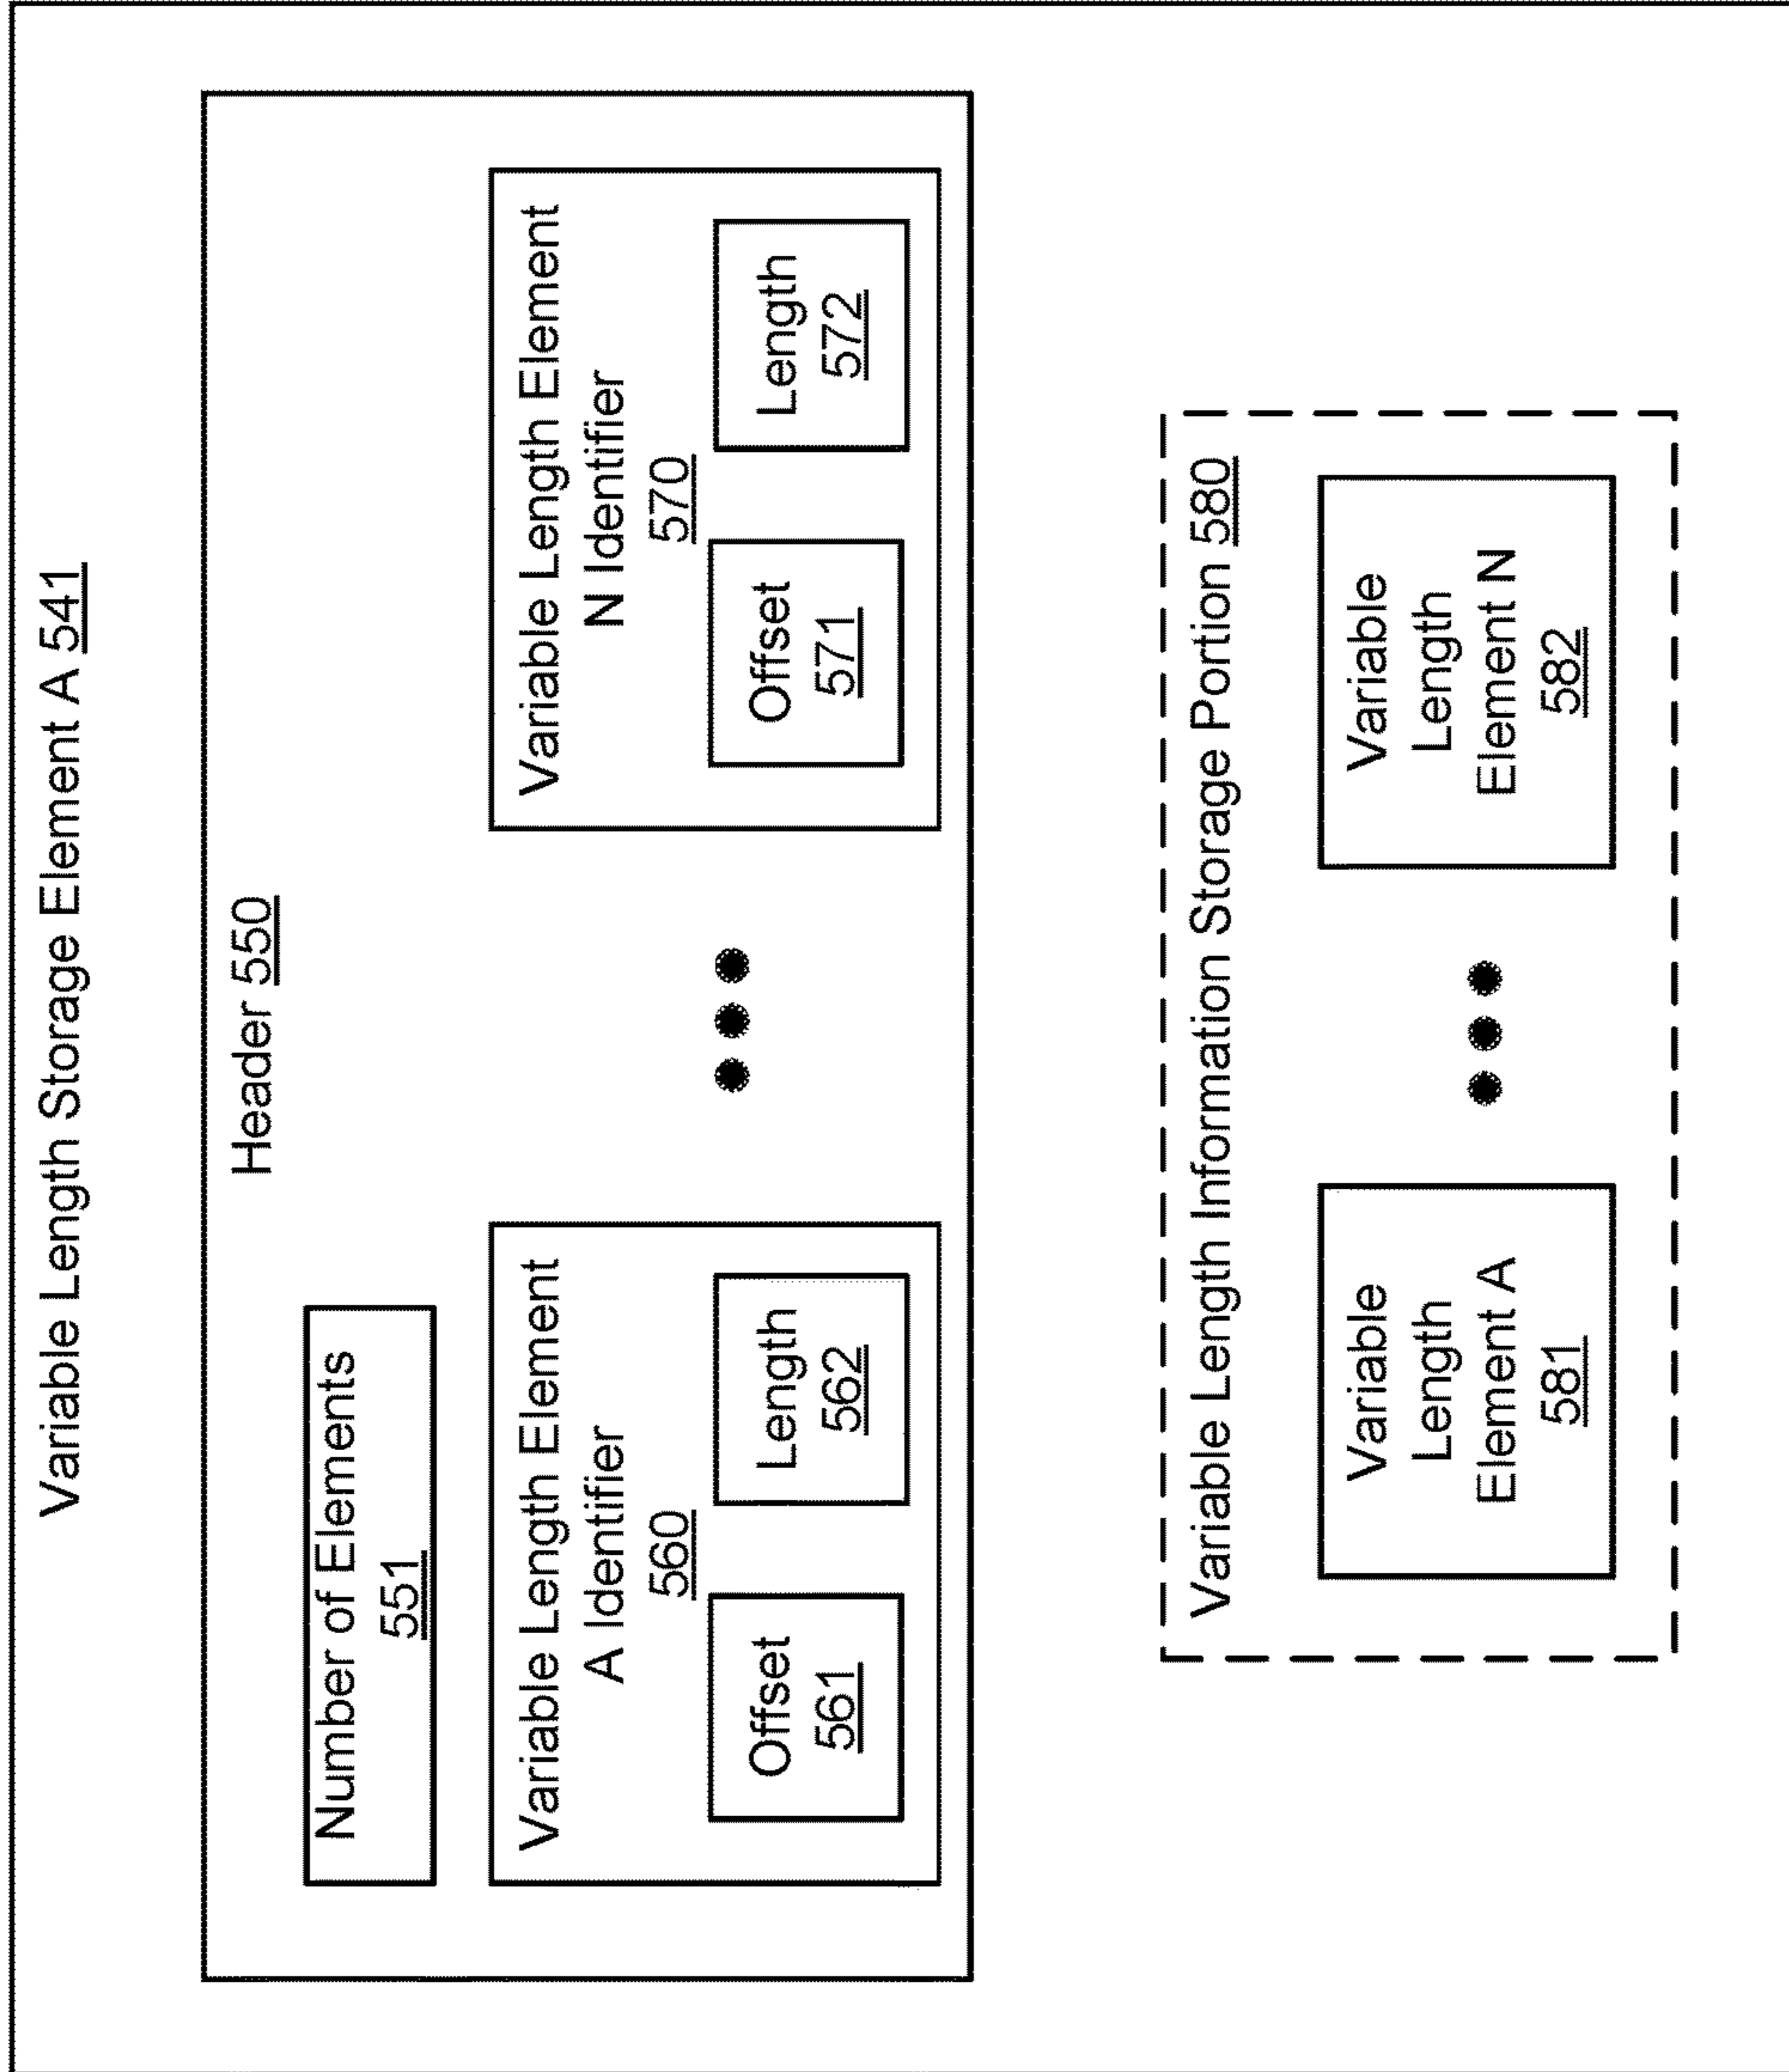 Variable Length Storage Element A 541
Header 550
Number of Elements
551
Variable Length Element
A Identifier
560
Offset
561
Length
562
Variable Length Element
N Identifier
570
Offset
571
Length
572
Variable Length Information Storage Portion 580
Variable
Length
Element A
581
Variable
Length
Element N
582